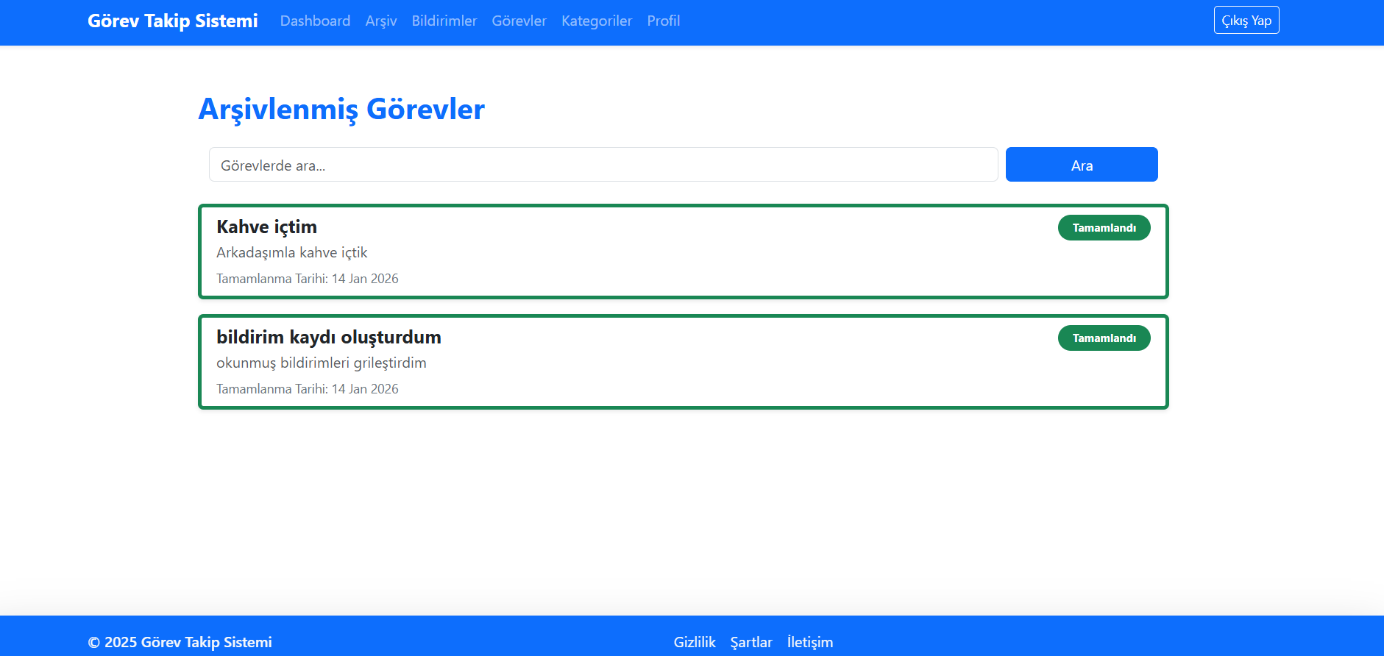 Görev Takip Sistemi Dashboard Arşiv Bildirimler Görevler Kategoriler Profil Çıkış Yap
Arşivlenmiş Görevler
Görevlerde ara... Ara
Kahve içtim Tamamlandı
Arkadaşımla kahve içtik
Tamamlanma Tarihi: 14 Jan 2026
bildirim kaydı oluşturdum Tamamlandı
okunmuş bildirimleri grileştirdim
Tamamlanma Tarihi: 14 Jan 2026
© 2025 Görev Takip Sistemi Gizlilik Şartlar İletişim